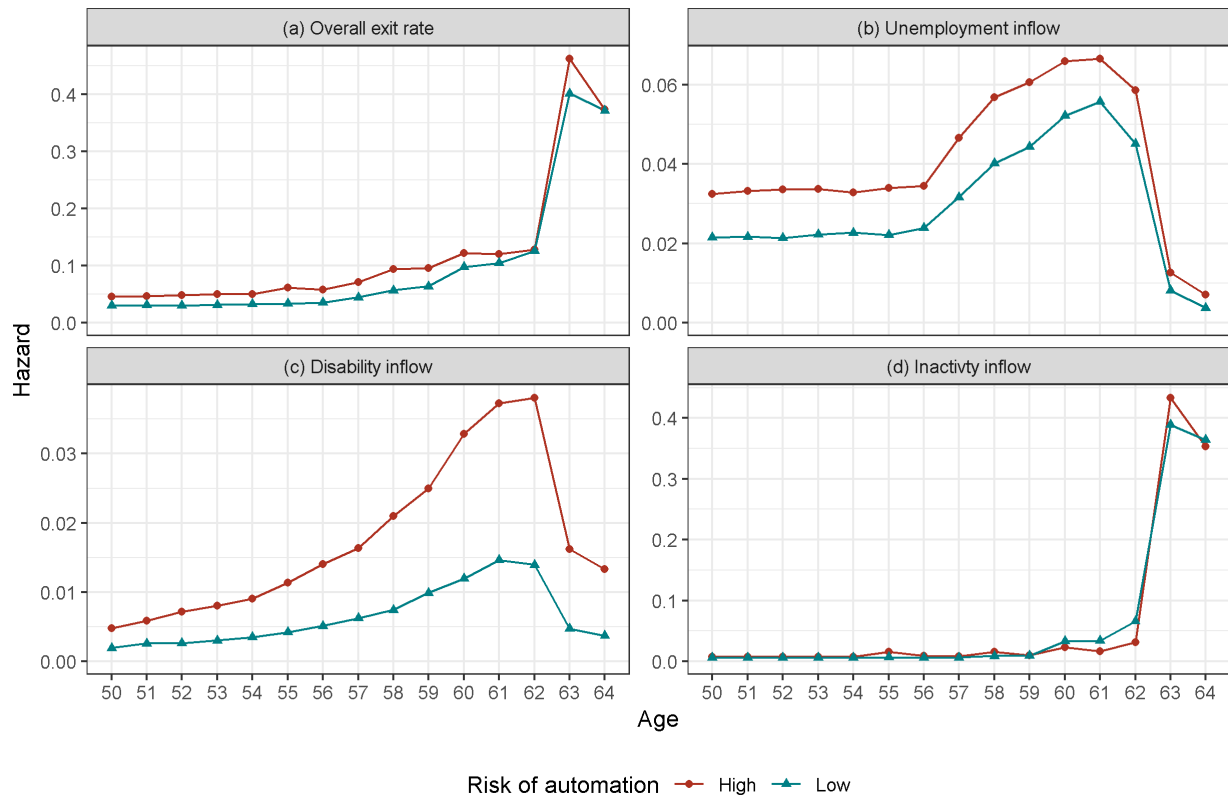 (a) Overall exit rate
(b) Unemployment inflow
0.4
0.3
0.2
0.1
0.0
0.06
0.04
0.02
0.00
Hazard
(c) Disability inflow
(d) Inactivty inflow
0.03
0.02
0.01
0.00
0.4
0.3
0.2
0.1
0.0
50 51 52 53 54 55 56 57 58 59 60 61 62 63 64
50 51 52 53 54 55 56 57 58 59 60 61 62 63 64
Age
Risk of automation High Low